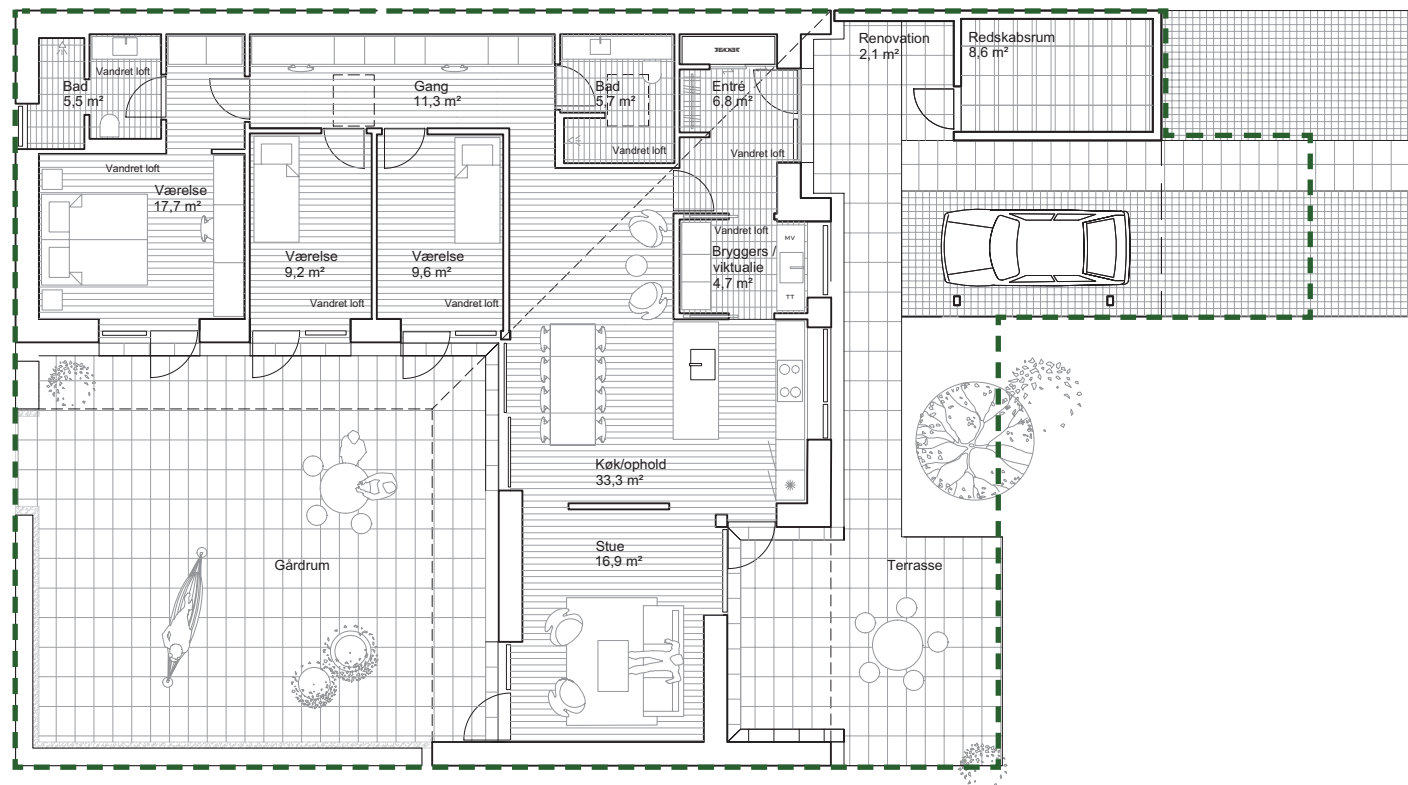 Renovation
2,1 m²
Redskabsrum
8,6 m²
Vandret loft
Bad
5,5 m²
Gang
11,3 m²
Bad
5,7 m²
Entré
6,8 m²
Vandret loft
Vandret loft
Vandret loft
Værelse
17,7 m²
Værelse
9,2 m²
Vandret loft
Værelse
9,6 m²
Vandret loft
Vandret loft
Bryggers /
viktualie
4,7 m²
MV
TT
Køk/ophold
33,3 m²
Stue
16,9 m²
Gårdrum
Terrasse